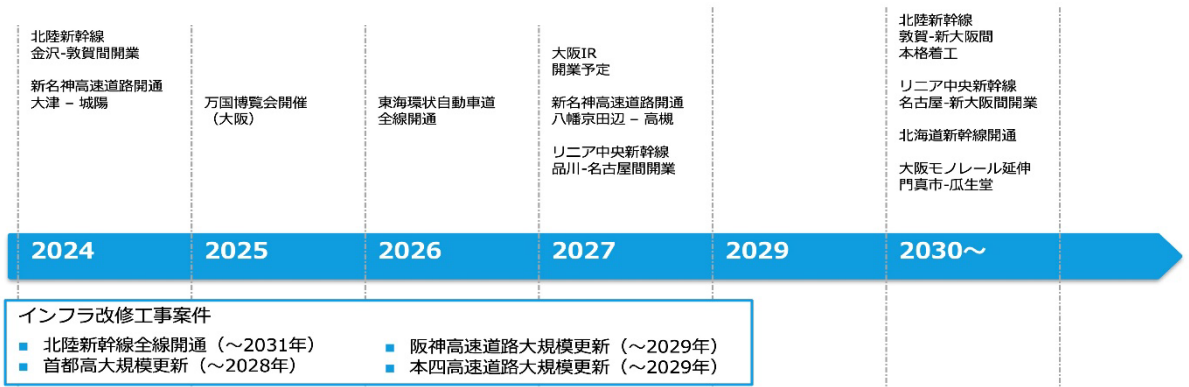 北陸新幹線
金沢-敦賀間開業
新名神高速道路開通
大津 – 城陽
万国博覧会開催
（大阪）
東海環状自動車道
全線開通
大阪IR
開業予定
新名神高速道路開通
八幡京田辺 – 高槻
リニア中央新幹線
品川-名古屋間開業
北陸新幹線
敦賀-新大阪間
本格着工
リニア中央新幹線
名古屋-新大阪間開業
北海道新幹線開通
大阪モノレール延伸
門真市-瓜生堂
2024
2025
2026
2027
2029
2030～
インフラ改修工事案件
■ 北陸新幹線全線開通（～2031年）
■ 首都高大規模更新（～2028年）
■ 阪神高速道路大規模更新（～2029年）
■ 本四高速道路大規模更新（～2029年）